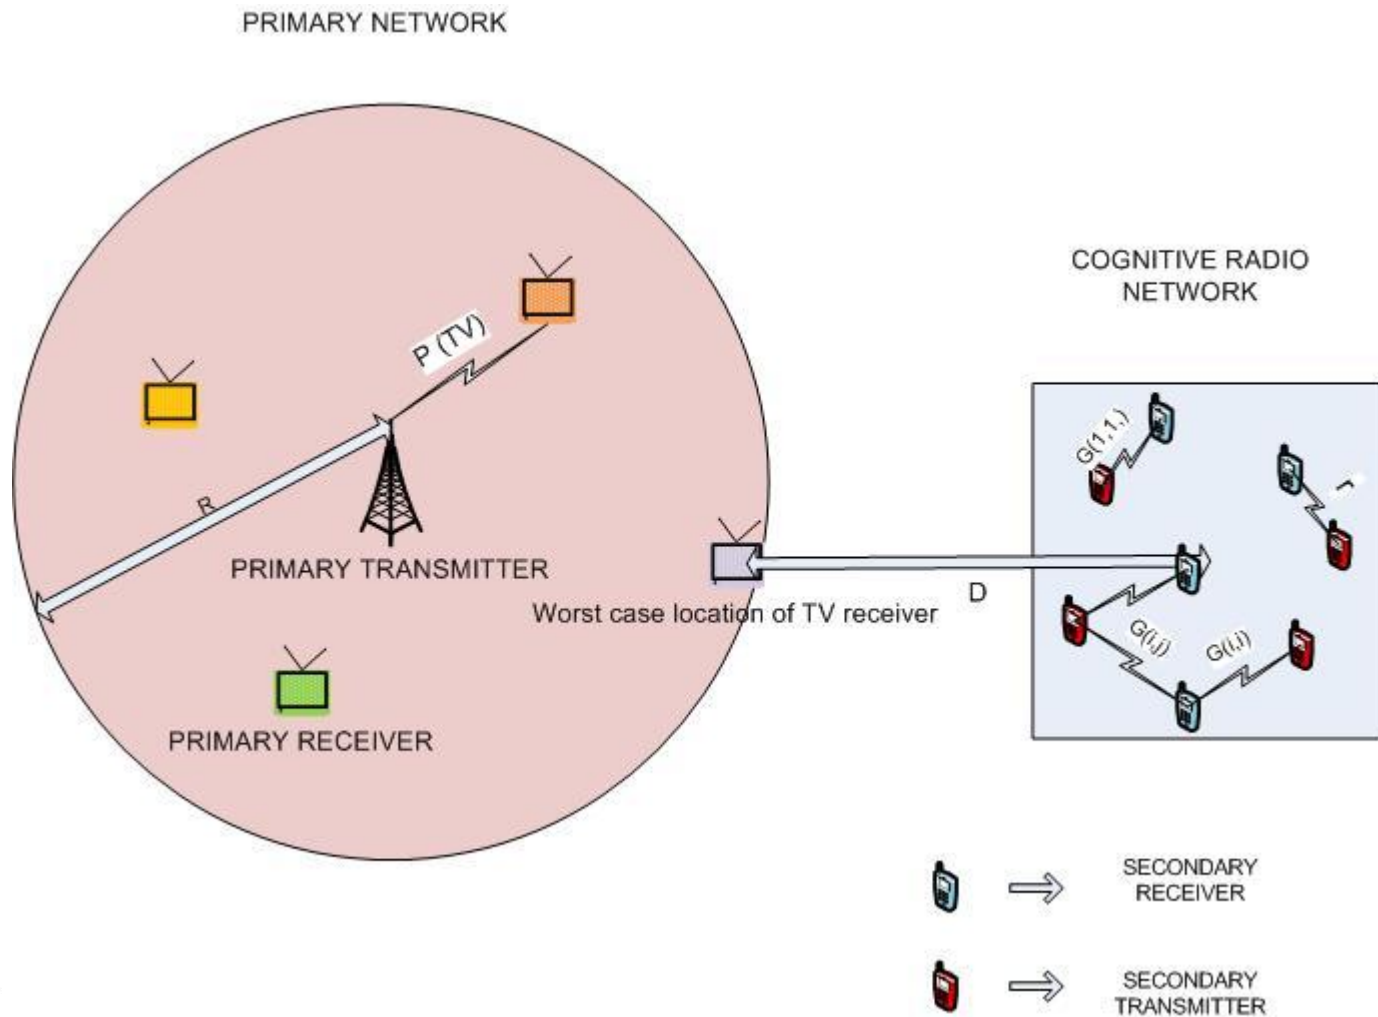 PRIMARY NETWORK
COGNITIVE RADIO
NETWORK
P (TV)
G(1,1,)
R
PRIMARY TRANSMITTER
D
Worst case location of TV receiver
G(i,j)
G(i,i)
PRIMARY RECEIVER
SECONDARY
RECEIVER
SECONDARY
TRANSMITTER